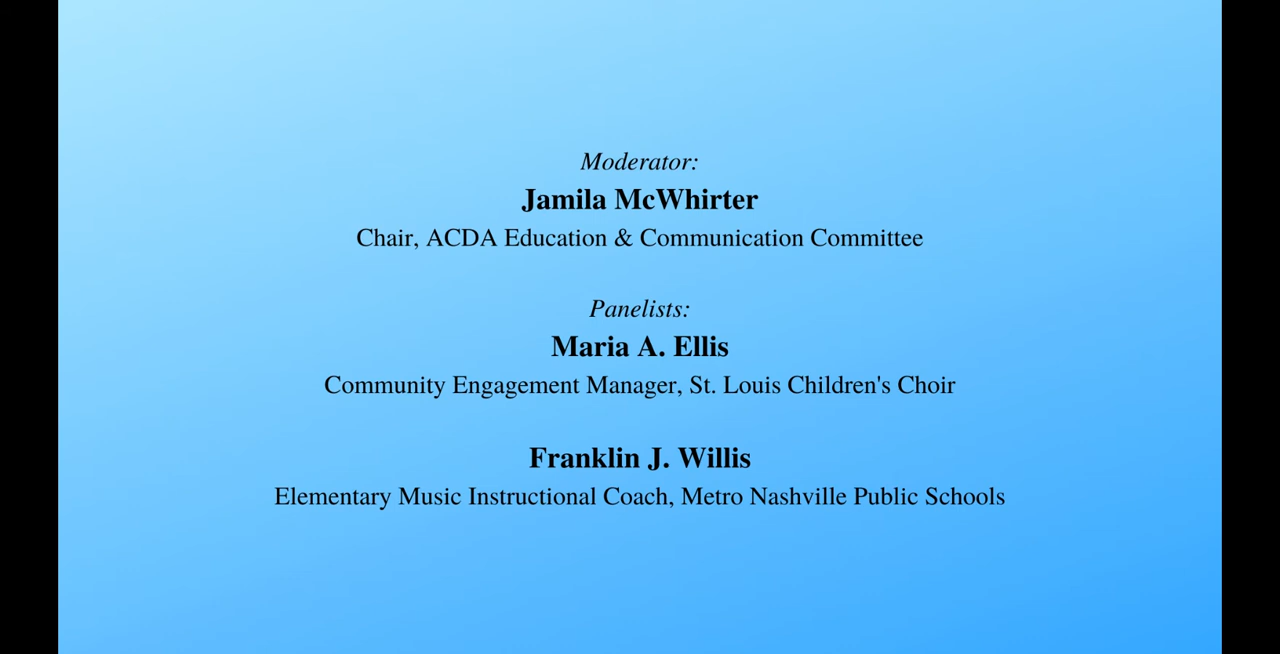 Moderator:
Jamila McWhirter
Chair, ACDA Education & Communication Committee
Panelists:
Maria A. Ellis
Community Engagement Manager, St. Louis Children's Choir
Franklin J. Willis
Elementary Music Instructional Coach, Metro Nashville Public Schools